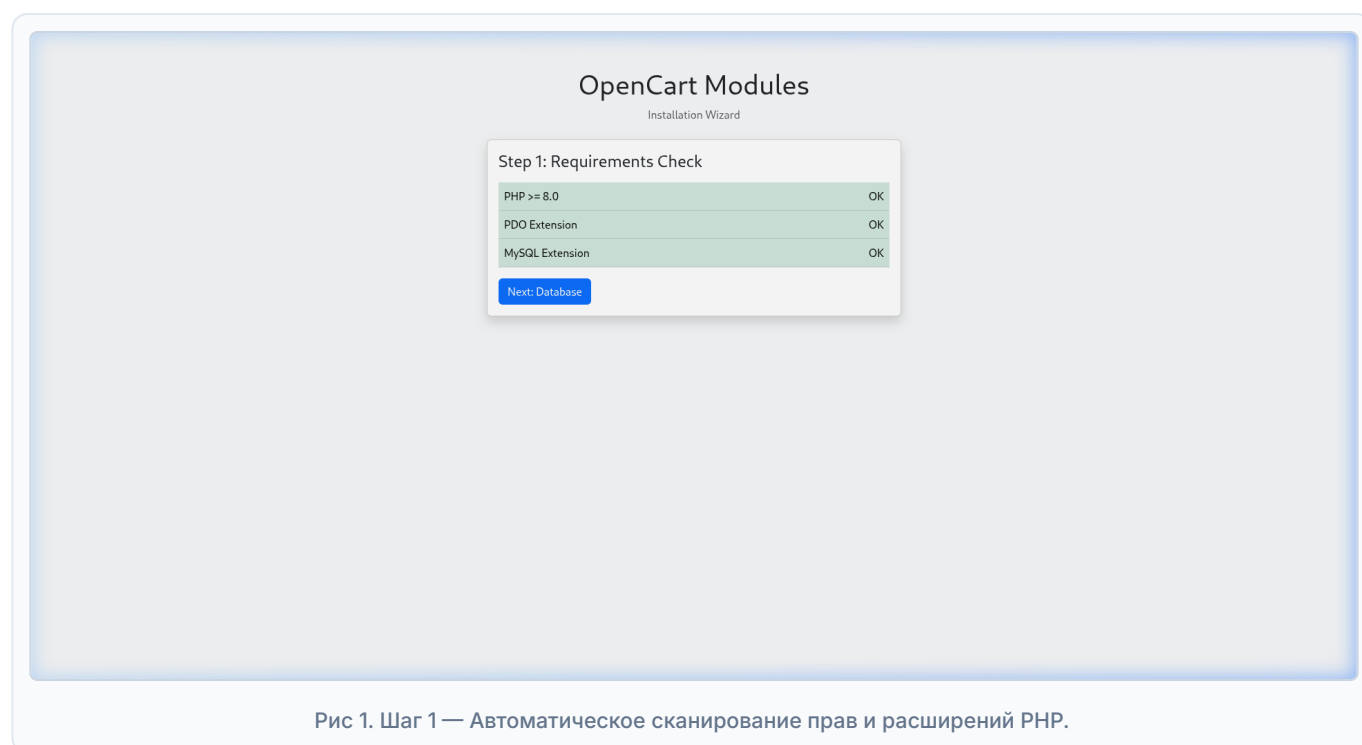 OpenCart Modules
Installation Wizard
Step 1: Requirements Check
PHP >= 8.0 OK
PDO Extension OK
MySQL Extension OK
Next: Database
Рис 1. Шаг 1 — Автоматическое сканирование прав и расширений PHP.